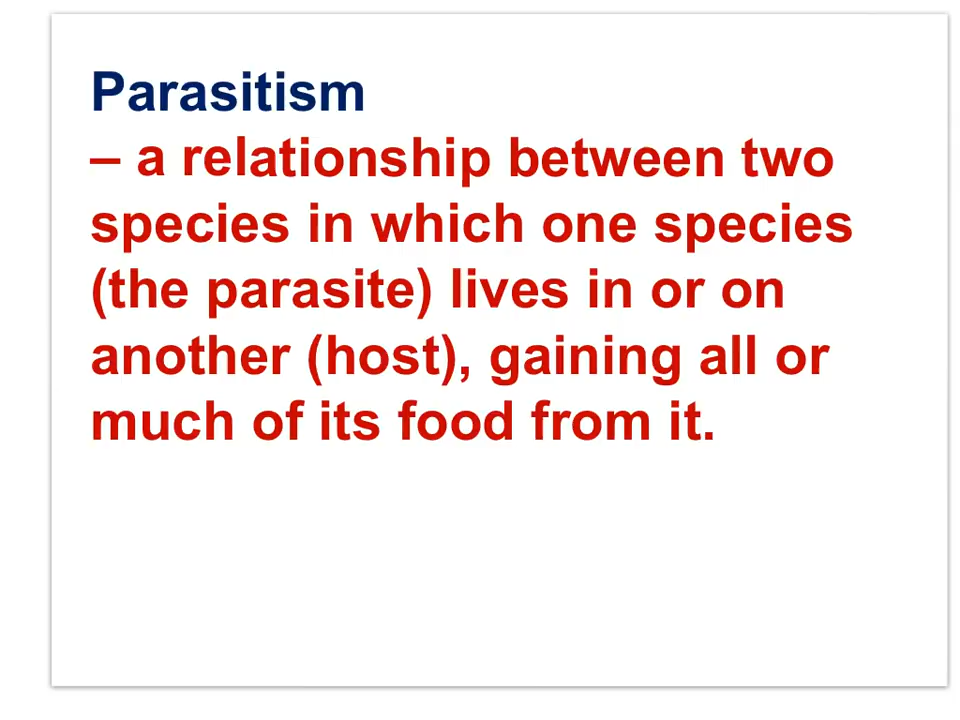 Parasitism
– a relationship between two
species in which one species
(the parasite) lives in or on
another (host), gaining all or
much of its food from it.